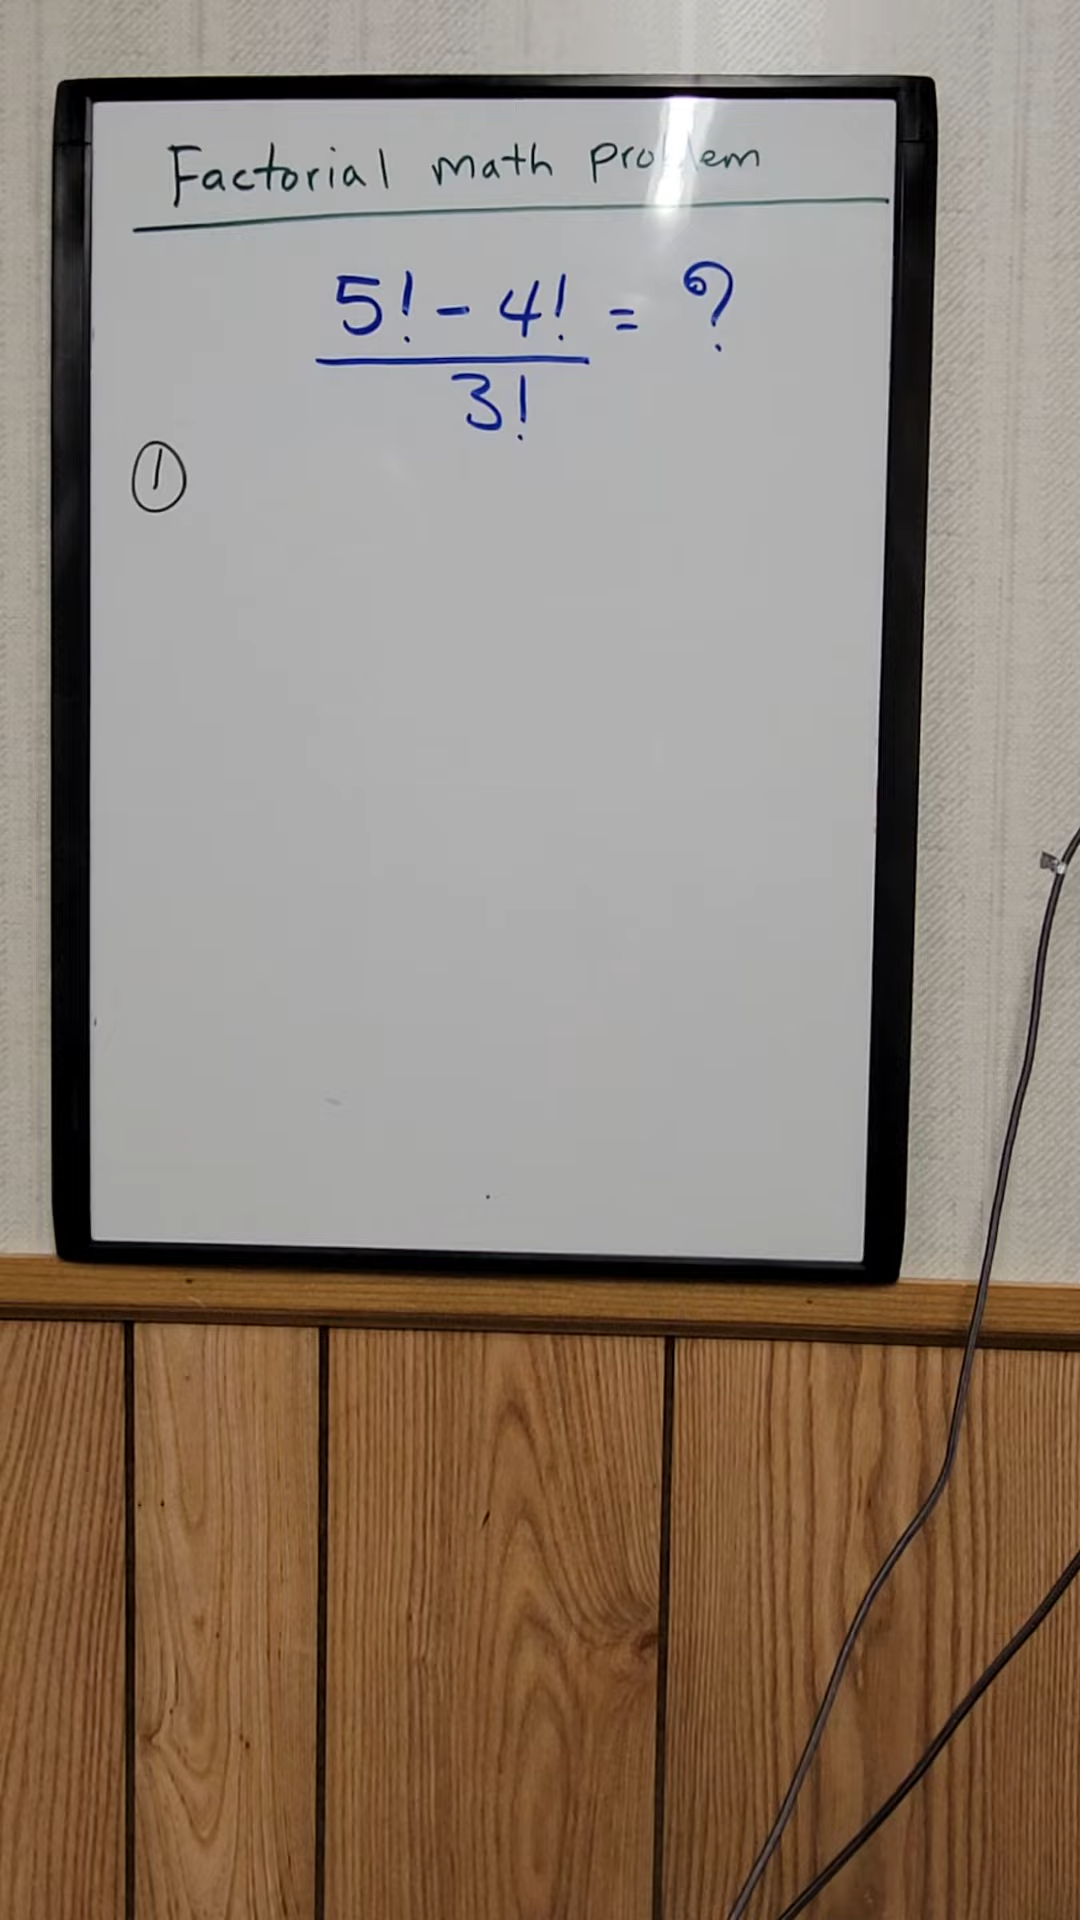 Factorial math problem
5! - 4! = ?
3!
①